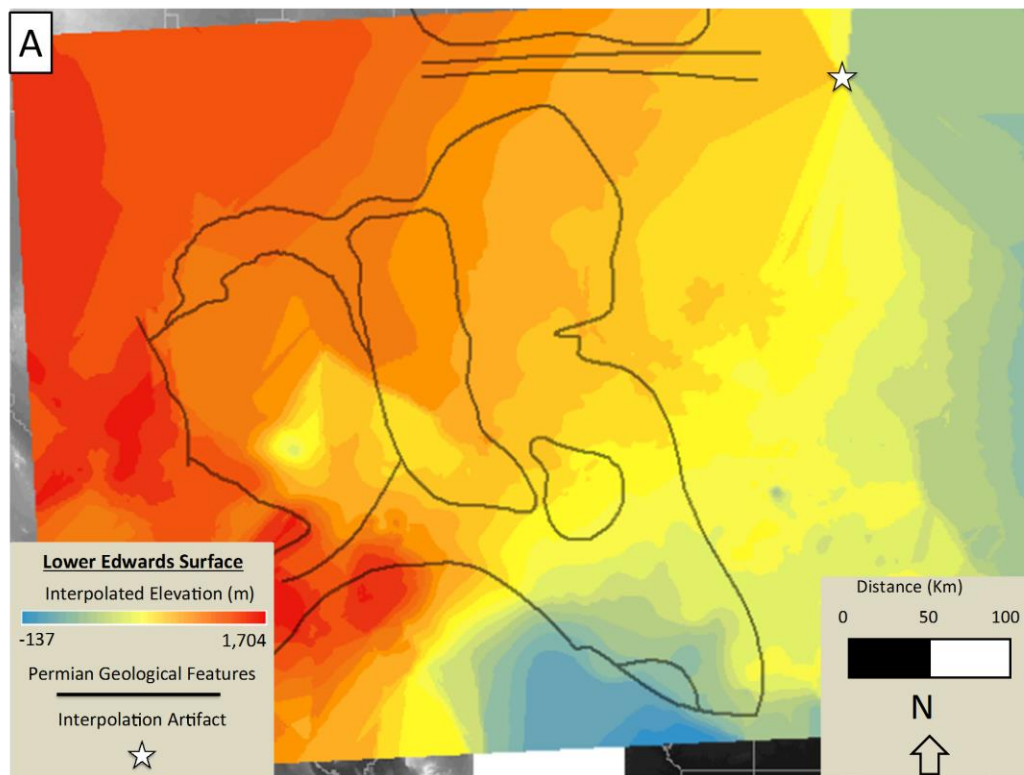 A
Lower Edwards Surface
Interpolated Elevation (m)
-137 1,704
Permian Geological Features
Interpolation Artifact
Distance (Km)
0 50 100
N